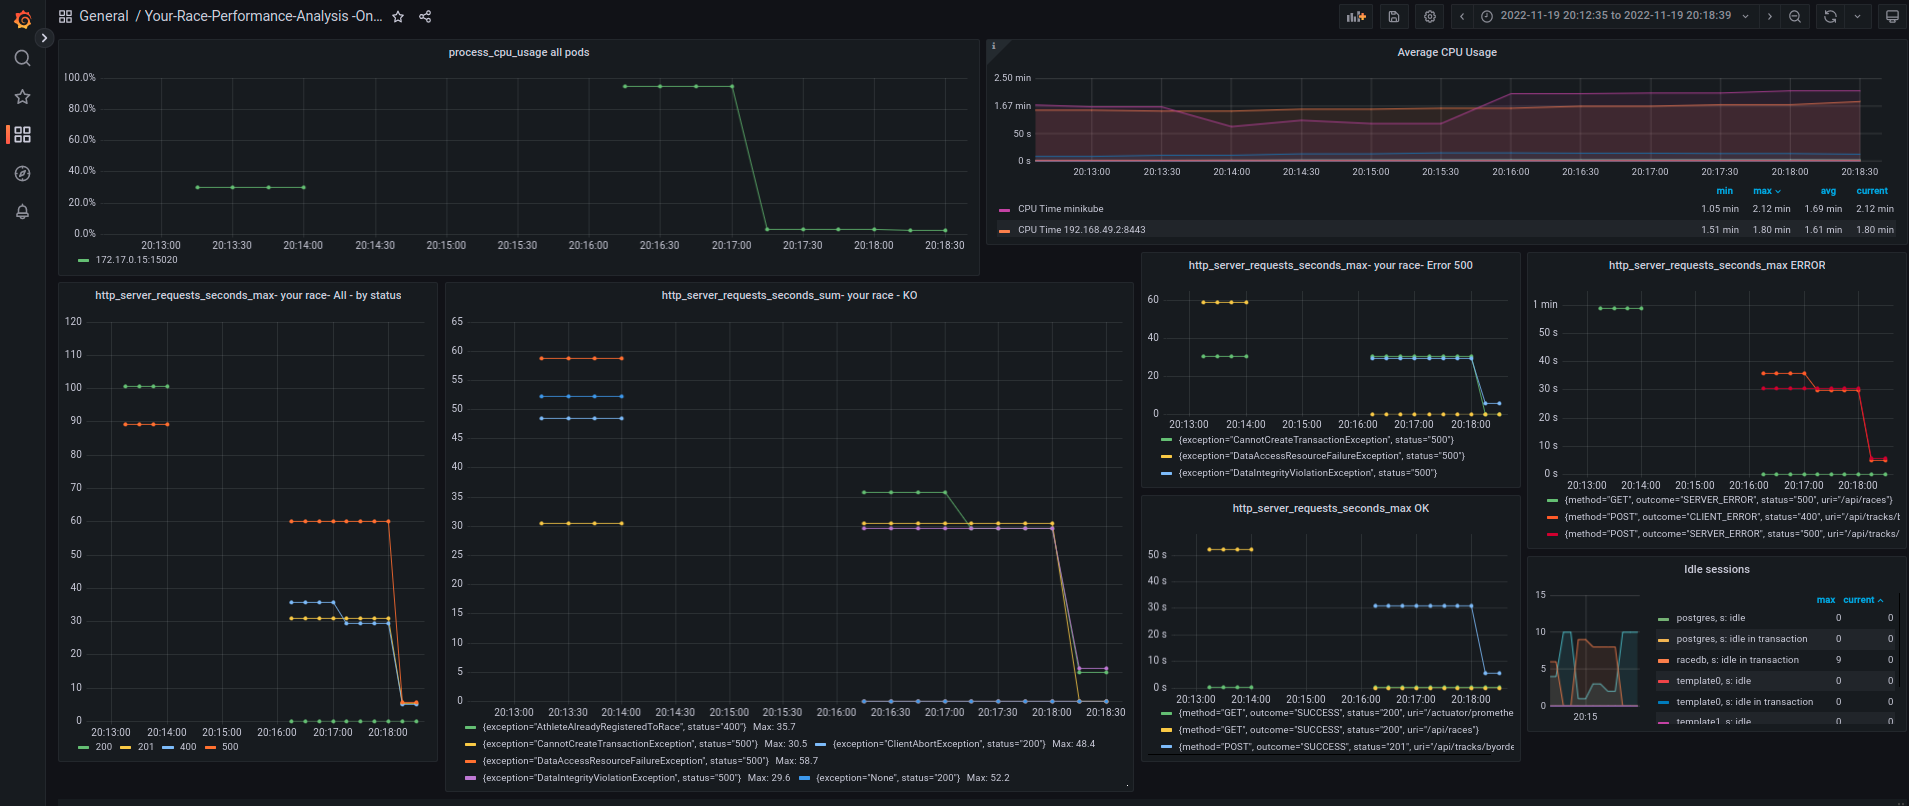 General / Your-Race-Performance-Analysis -On...
2022-11-19 20:12:35 to 2022-11-19 20:18:39
process_cpu_usage all pods
100.0%
80.0%
60.0%
40.0%
20.0%
0.0%
20:13:00 20:13:30 20:14:00 20:14:30 20:15:00 20:15:30 20:16:00 20:16:30 20:17:00 20:17:30 20:18:00 20:18:30
172.17.0.15:15020
Average CPU Usage
2.50 min
1.67 min
50 s
0 s
20:13:00 20:13:30 20:14:00 20:14:30 20:15:00 20:15:30 20:16:00 20:16:30 20:17:00 20:17:30 20:18:00 20:18:30
min max avg current
CPU Time minikube 1.05 min 2.12 min 1.69 min 2.12 min
CPU Time 192.168.49.2:8443 1.51 min 1.80 min 1.61 min 1.80 min
http_server_requests_seconds_max- your race- All - by status
120
110
100
90
80
70
60
50
40
30
20
10
0
20:13:00 20:14:00 20:15:00 20:16:00 20:17:00 20:18:00
200 201 400 500
http_server_requests_seconds_sum- your race - KO
65
60
55
50
45
40
35
30
25
20
15
10
5
0
20:13:00 20:13:30 20:14:00 20:14:30 20:15:00 20:15:30 20:16:00 20:16:30 20:17:00 20:17:30 20:18:00 20:18:30
{exception="AthleteAlreadyRegisteredToRace", status="400"} Max: 35.7
{exception="CannotCreateTransactionException", status="500"} Max: 30.5 {exception="ClientAbortException", status="200"} Max: 48.4
{exception="DataAccessResourceFailureException", status="500"} Max: 58.7
{exception="DataIntegrityViolationException", status="500"} Max: 29.6 {exception="None", status="200"} Max: 52.2
http_server_requests_seconds_max- your race- Error 500
60
40
20
0
20:13:00 20:14:00 20:15:00 20:16:00 20:17:00 20:18:00
{exception="CannotCreateTransactionException", status="500"}
{exception="DataAccessResourceFailureException", status="500"}
{exception="DataIntegrityViolationException", status="500"}
http_server_requests_seconds_max OK
50 s
40 s
30 s
20 s
10 s
0 s
20:13:00 20:14:00 20:15:00 20:16:00 20:17:00 20:18:00
{method="GET", outcome="SUCCESS", status="200", uri="/actuator/promethe
{method="GET", outcome="SUCCESS", status="200", uri="/api/races"}
{method="POST", outcome="SUCCESS", status="201", uri="/api/tracks/byorde
http_server_requests_seconds_max ERROR
1 min
50 s
40 s
30 s
20 s
10 s
0 s
20:13:00 20:14:00 20:15:00 20:16:00 20:17:00 20:18:00
{method="GET", outcome="SERVER_ERROR", status="500", uri="/api/races"}
{method="POST", outcome="CLIENT_ERROR", status="400", uri="/api/tracks/b
{method="POST", outcome="SERVER_ERROR", status="500", uri="/api/tracks/
Idle sessions
15
10
5
0
20:15
max current
postgres, s: idle 0 0
postgres, s: idle in transaction 0 0
racedb, s: idle in transaction 9 0
template0, s: idle 0 0
template0, s: idle in transaction 0 0
template1, s: idle 0 0